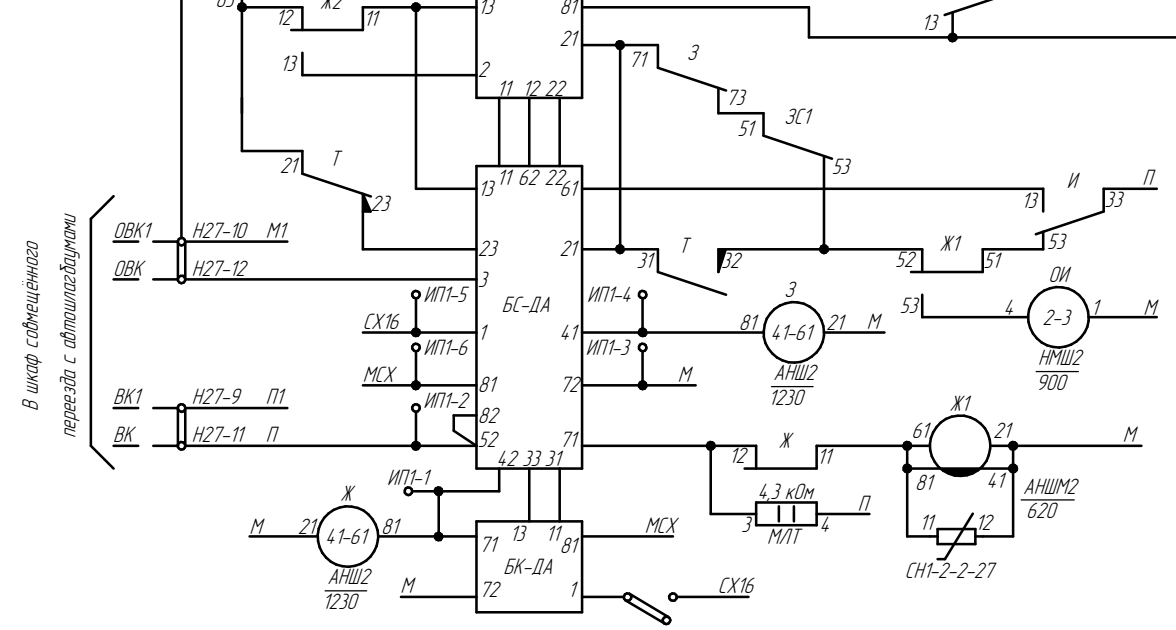 63
Ж2
12
11
13
81
13
21
13
2
71
З
73
11 12 22
51
ЗС1
53
21
Т
23
11 62 22
13
61
13
И
П
33
53
ОВК1
Н27-10
М1
23
21
31
Т
32
52
Ж1
51
ОВК
Н27-12
3
ИП1-5
БС-ДА
ИП1-4
З
53
ОИ
СХ16
1
41
81
41-61
21
М
4
2-3
1
М
ИП1-6
ИП1-3
АНШ2
1230
НМШ2
900
МСХ
81
72
М
ВК1
Н27-9
П1
ИП1-2
82
Ж1
ВК
Н27-11
П
52
71
12
Ж
11
61
21
М
42 33 31
ИП1-1
81
41
АНШМ2
620
Ж
4,3 кОм
3
4
П
МЛТ
М
21
41-61
81
71
13
11
81
МСХ
11
12
АНШ2
1230
БК-ДА
СН1-2-2-27
М
72
1
СХ16
В шкаф совмещённого
переезда с автошлагбаумами